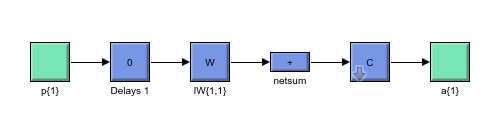 0
W
+
C
p{1}
Delays 1
IW{1,1}
netsum
a{1}